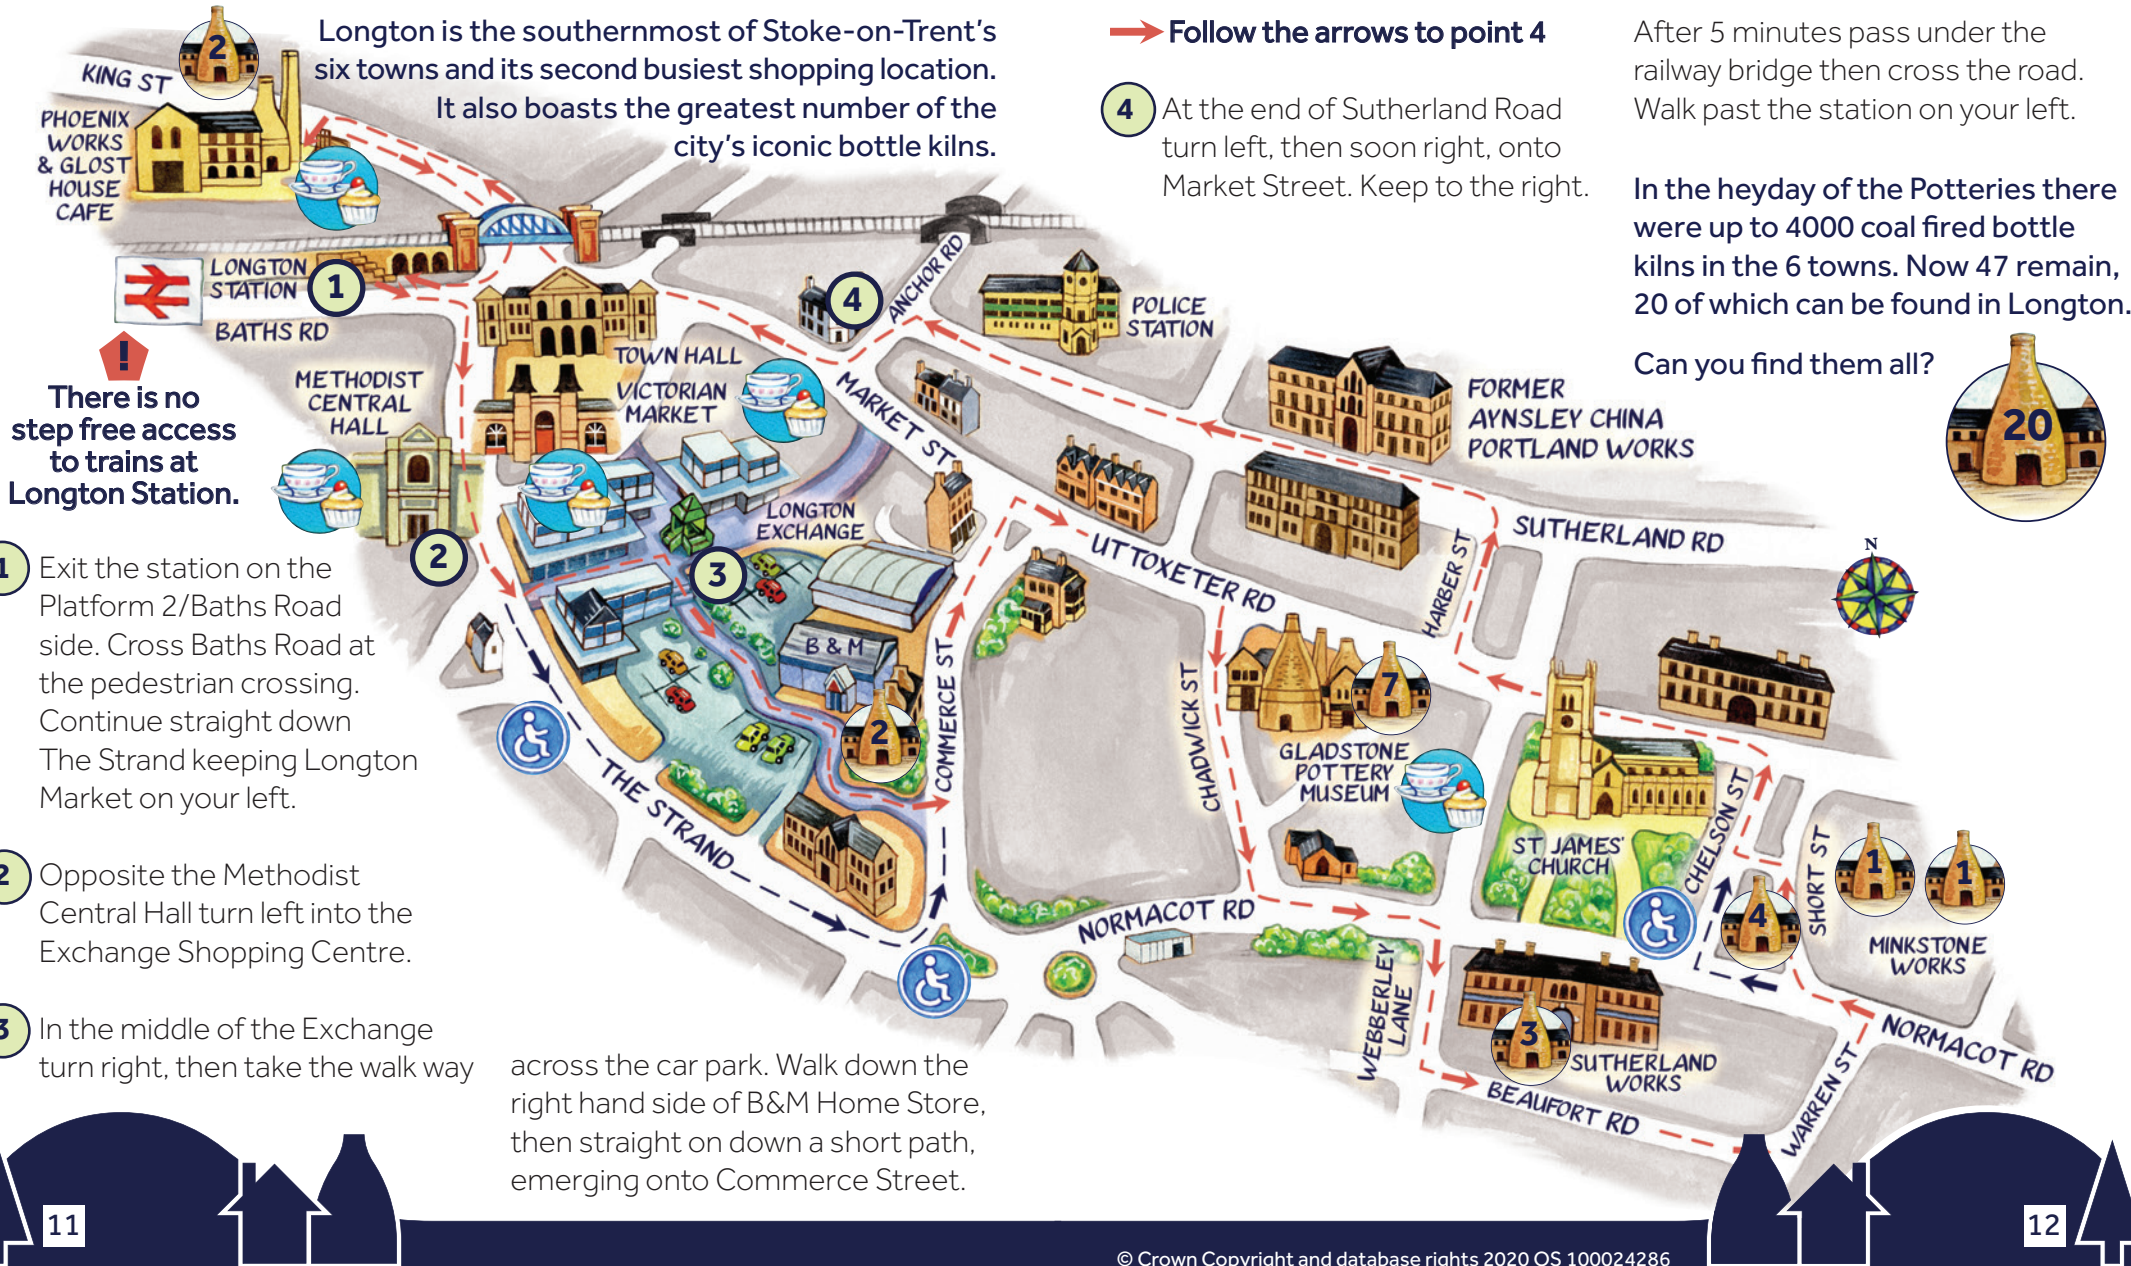 Longton is the southernmost of Stoke-on-Trent's
six towns and its second busiest shopping location.
It also boasts the greatest number of the
city's iconic bottle kilns.
Follow the arrows to point 4
4 At the end of Sutherland Road
turn left, then soon right, onto
Market Street. Keep to the right.
After 5 minutes pass under the
railway bridge then cross the road.
Walk past the station on your left.
In the heyday of the Potteries there
were up to 4000 coal fired bottle
kilns in the 6 towns. Now 47 remain,
20 of which can be found in Longton.
Can you find them all?
20
2
KING ST
PHOENIX
WORKS
& GLOST
HOUSE
CAFE
LONGTON
STATION
1
BATHS RD
!
There is no
step free access
to trains at
Longton Station.
METHODIST
CENTRAL
HALL
2
TOWN HALL
VICTORIAN
MARKET
4
ANCHOR RD
POLICE
STATION
MARKET ST
LONGTON
EXCHANGE
3
FORMER
AYNSLEY CHINA
PORTLAND WORKS
SUTHERLAND RD
HARBER ST
UTTOXETER RD
N
B & M
2
COMMERCE ST
THE STRAND
CHADWICK ST
7
GLADSTONE
POTTERY
MUSEUM
ST JAMES'
CHURCH
CHELSON ST
4
SHORT ST
1
1
MINKSTONE
WORKS
NORMACOT RD
WEBBERLEY
LANE
3
SUTHERLAND
WORKS
BEAUFORT RD
WARREN ST
NORMACOT RD
1 Exit the station on the
Platform 2/Baths Road
side. Cross Baths Road at
the pedestrian crossing.
Continue straight down
The Strand keeping Longton
Market on your left.
2 Opposite the Methodist
Central Hall turn left into the
Exchange Shopping Centre.
3 In the middle of the Exchange
turn right, then take the walk way
across the car park. Walk down the
right hand side of B&M Home Store,
then straight on down a short path,
emerging onto Commerce Street.
11
12
© Crown Copyright and database rights 2020 OS 100024286